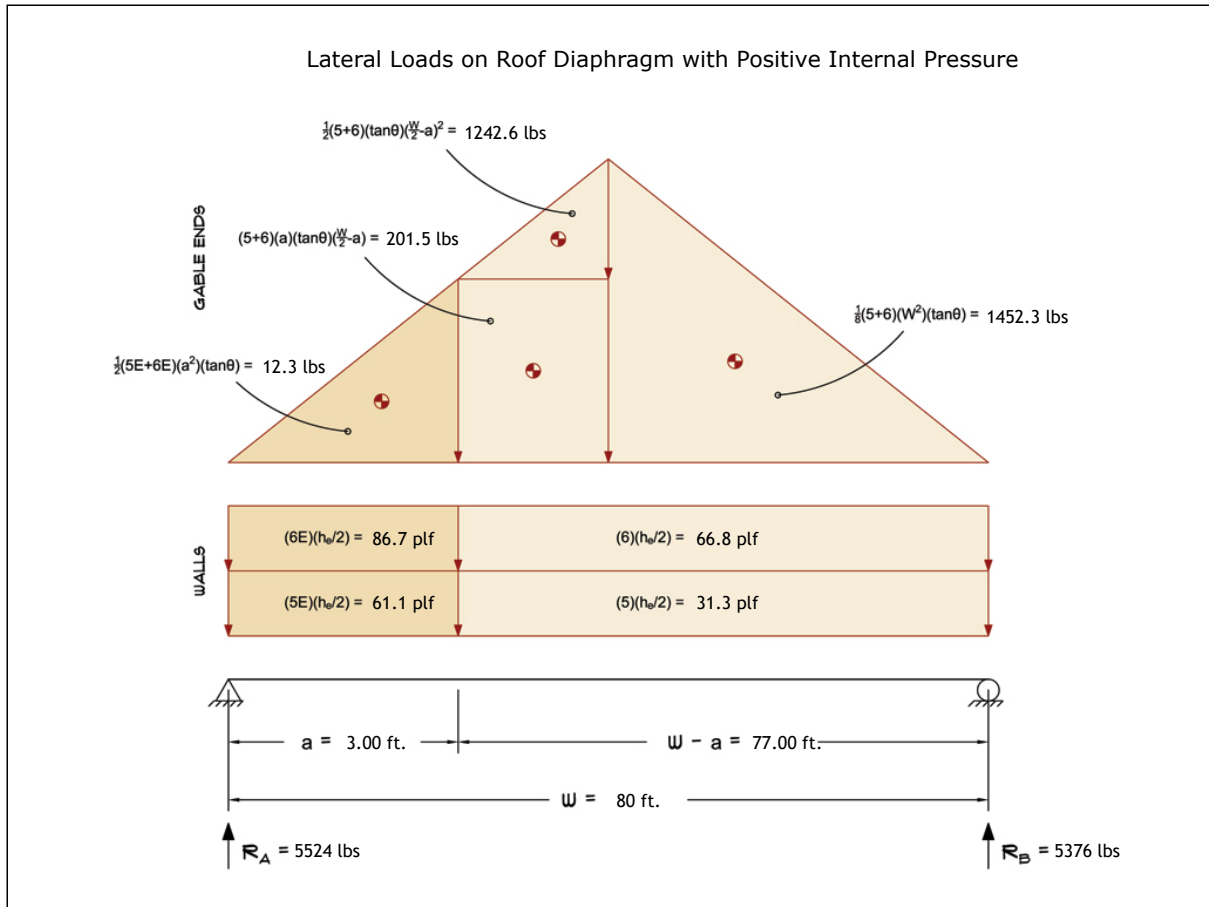 Lateral Loads on Roof Diaphragm with Positive Internal Pressure
½(5+6)(tanθ)(W/2-a)² = 1242.6 lbs
GABLE ENDS
(5+6)(a)(tanθ)(W/2-a) = 201.5 lbs
⅛(5+6)(W²)(tanθ) = 1452.3 lbs
½(5E+6E)(a²)(tanθ) = 12.3 lbs
WALLS
(6E)(hₑ/2) = 86.7 plf
(6)(hₑ/2) = 66.8 plf
(5E)(hₑ/2) = 61.1 plf
(5)(hₑ/2) = 31.3 plf
a = 3.00 ft.
W - a = 77.00 ft.
W = 80 ft.
R_A = 5524 lbs
R_B = 5376 lbs